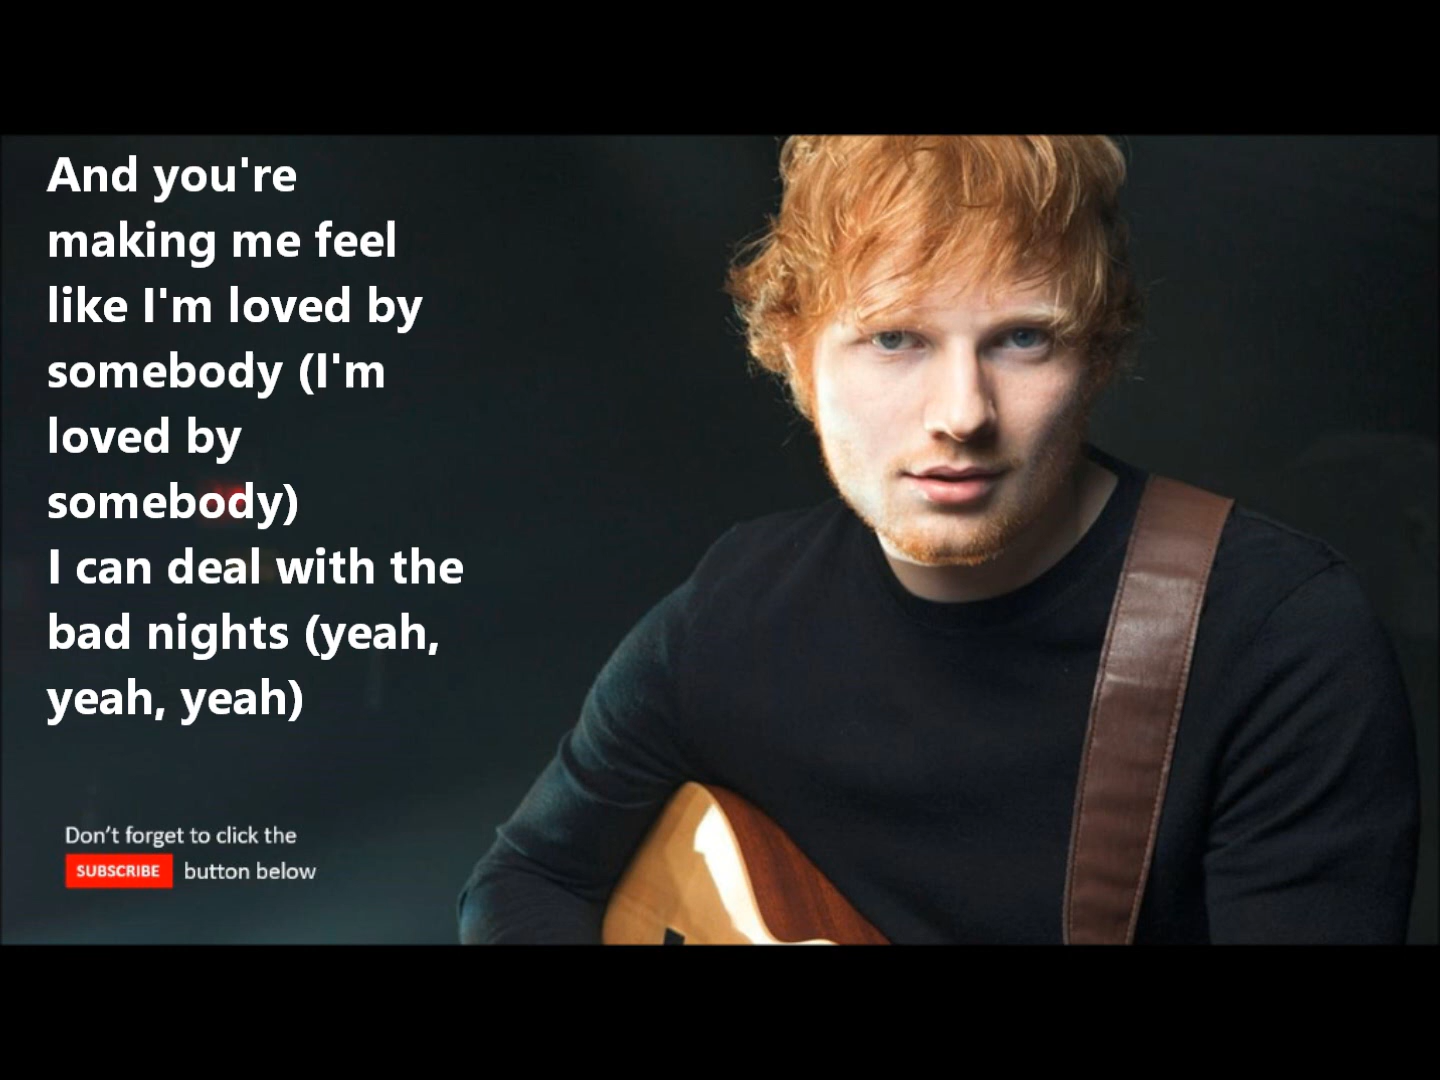 And you're
making me feel
like I'm loved by
somebody (I'm
loved by
somebody)
I can deal with the
bad nights (yeah,
yeah, yeah)
Don’t forget to click the
SUBSCRIBE button below